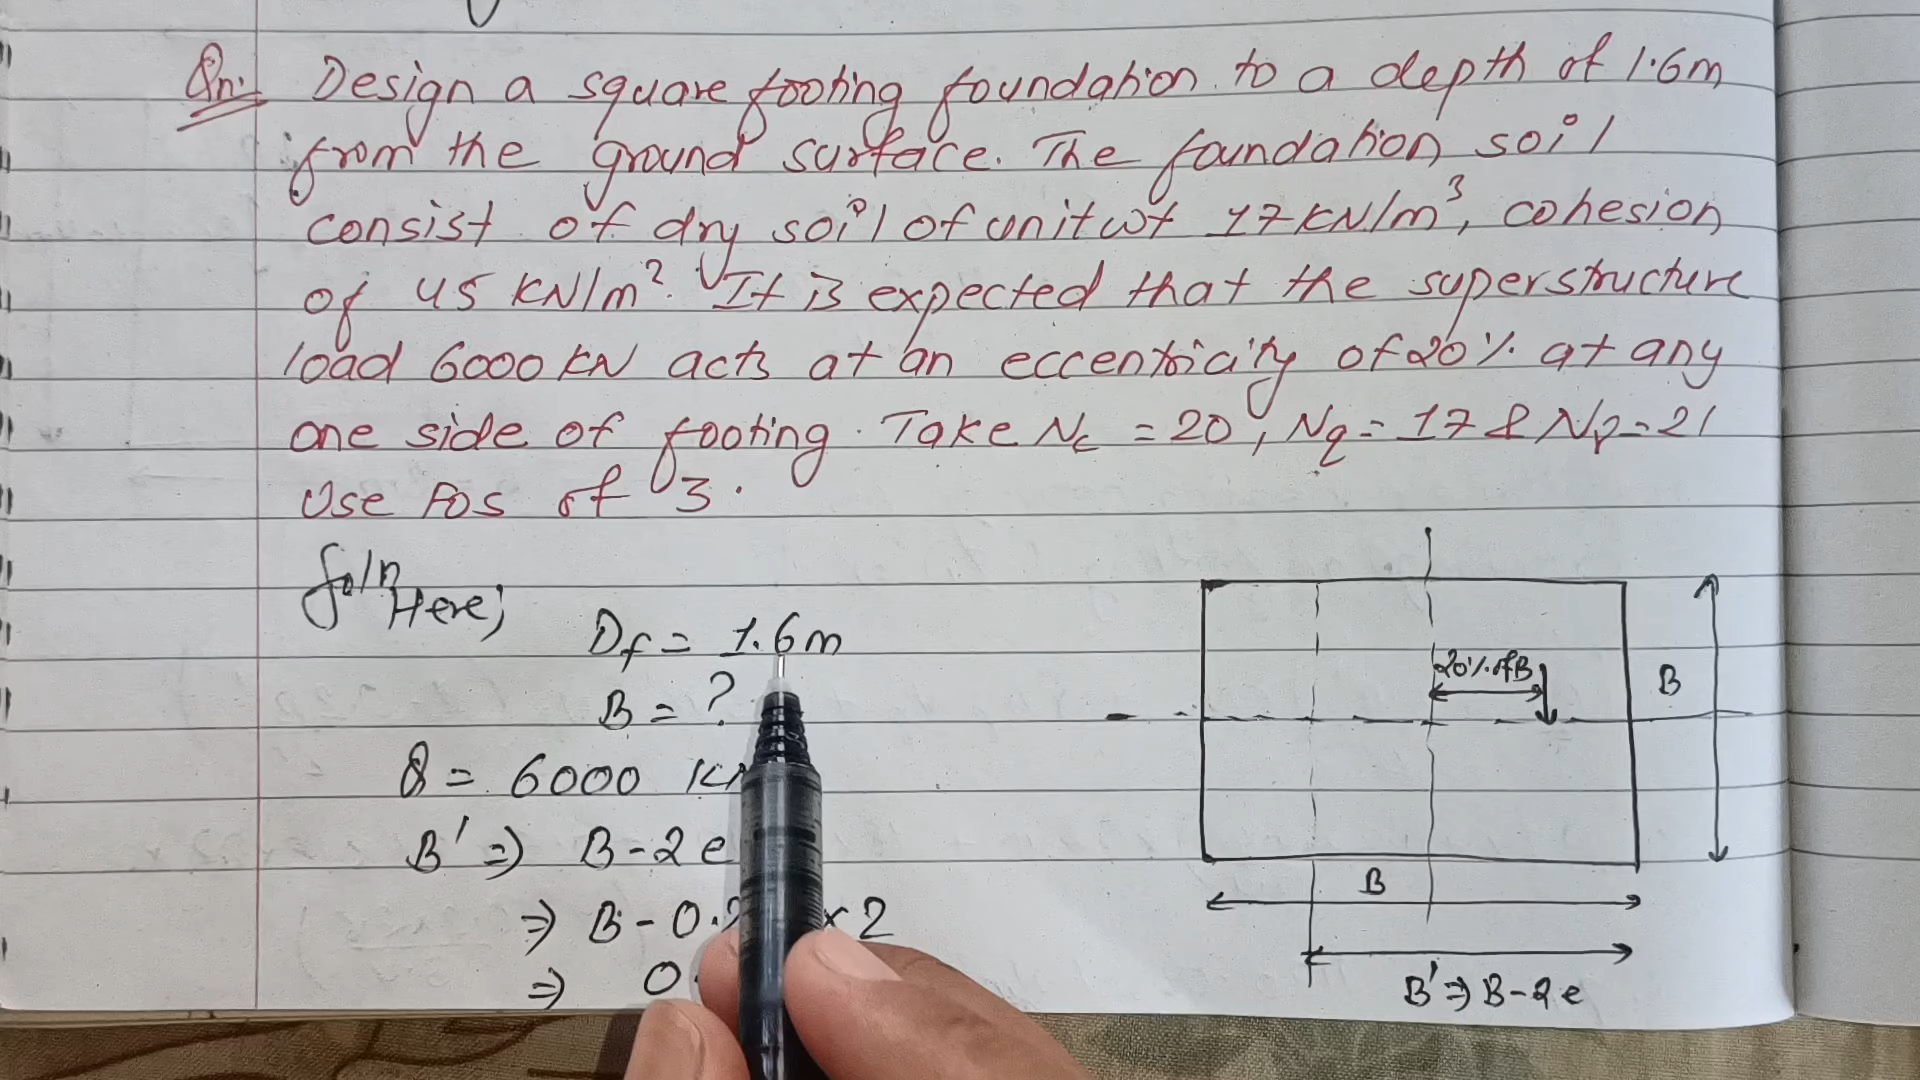 Qn. Design a square footing foundation to a depth of 1.6m
from the ground surface. The foundation soil
consist of dry soil of unit wt 17 KN/m³, cohesion
of 45 KN/m². It is expected that the superstructure
load 6000 KN acts at an eccentricity of 20% at any
one side of footing. Take Nc = 20, Nq = 17 & Nγ = 21
Use FOS of 3.
Soln
Here;
Df = 1.6m
B = ?
Q = 6000
B' ⇒ B-2e
⇒ B - 0. × 2
⇒ 0.
20% of B
B
B
B' ⇒ B-2e